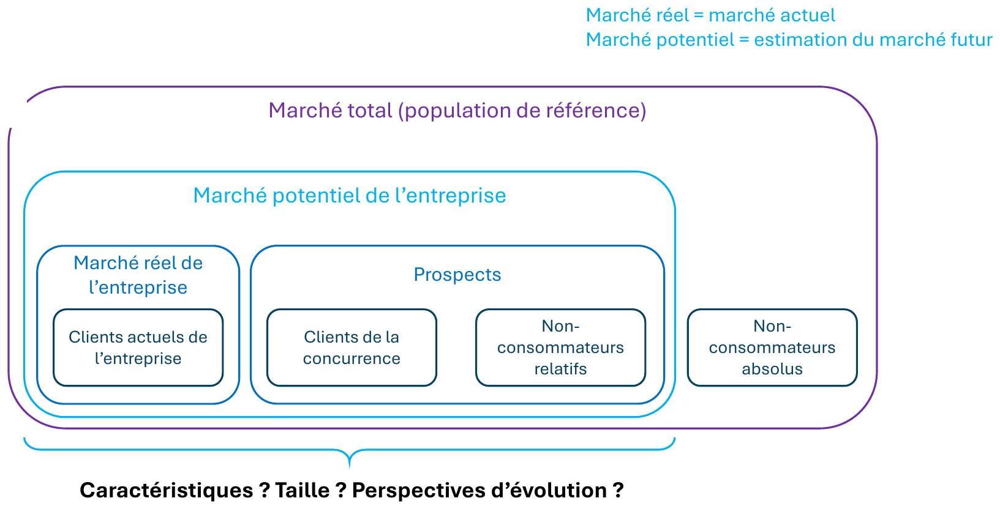 Marché réel = marché actuel
Marché potentiel = estimation du marché futur
Marché total (population de référence)
Marché potentiel de l’entreprise
Marché réel de
l’entreprise
Prospects
Clients actuels de
l’entreprise
Clients de la
concurrence
Non-
consommateurs
relatifs
Non-
consommateurs
absolus
Caractéristiques ? Taille ? Perspectives d’évolution ?